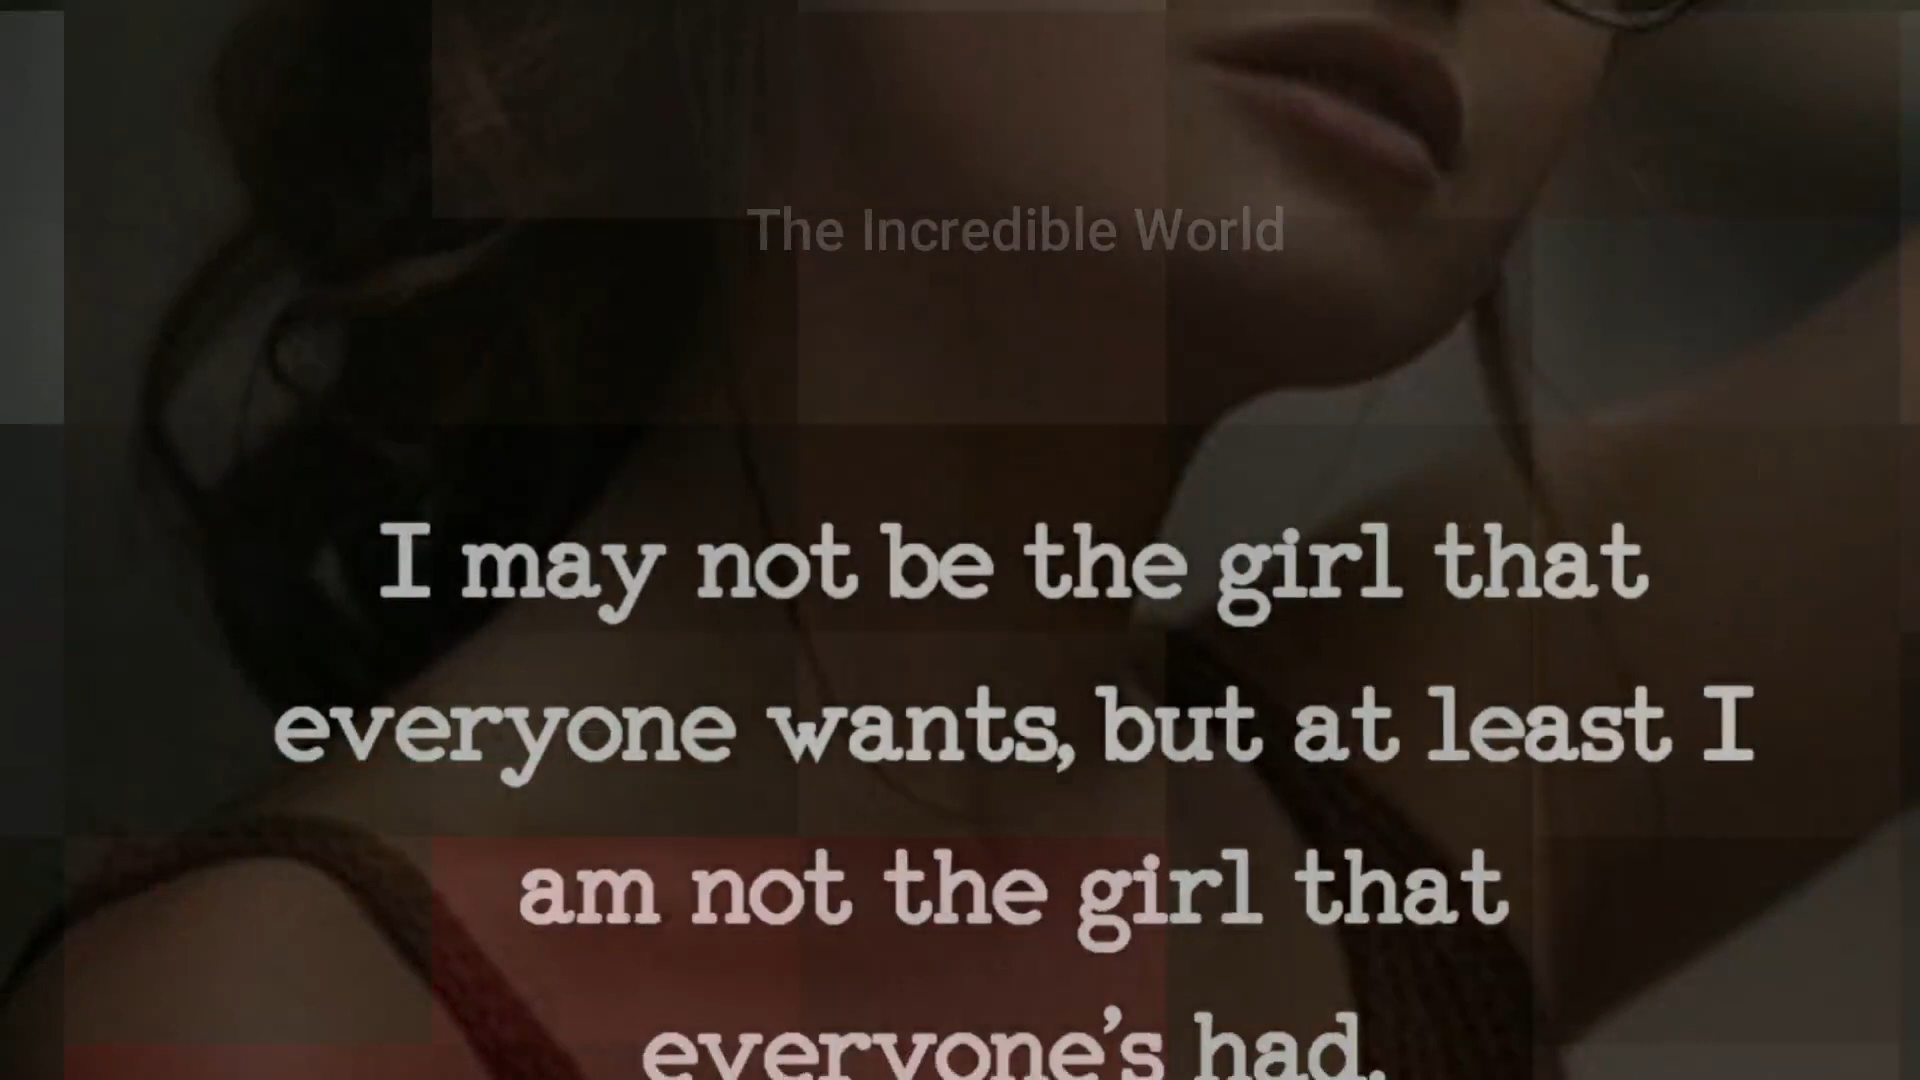 The Incredible World
I may not be the girl that
everyone wants, but at least I
am not the girl that
everyone's had.